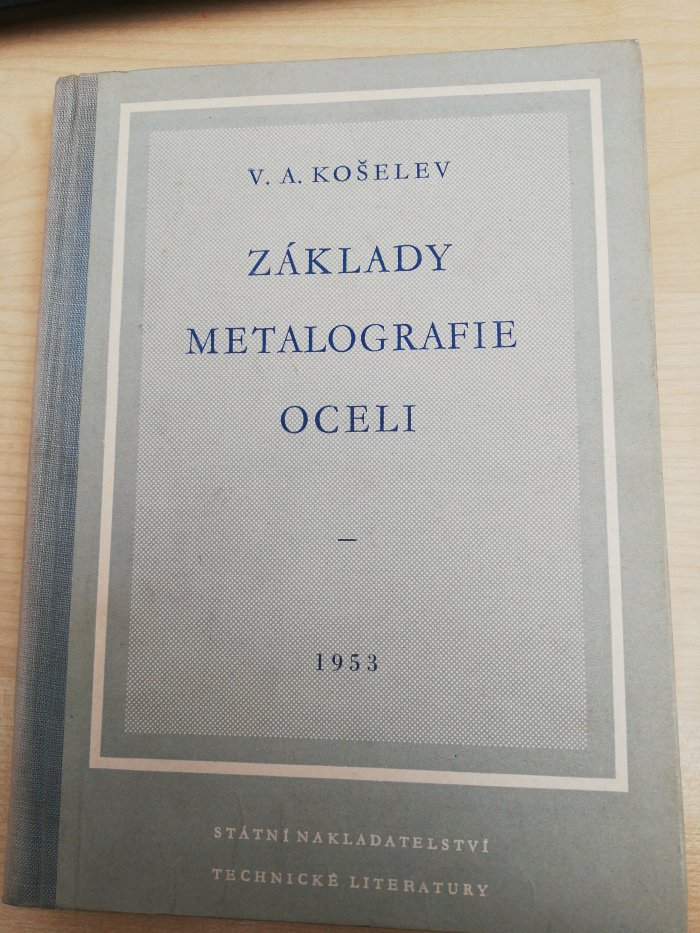 V. A. KOŠELEV
ZÁKLADY
METALOGRAFIE
OCELI
—
1953
STÁTNÍ NAKLADATELSTVÍ
TECHNICKÉ LITERATURY